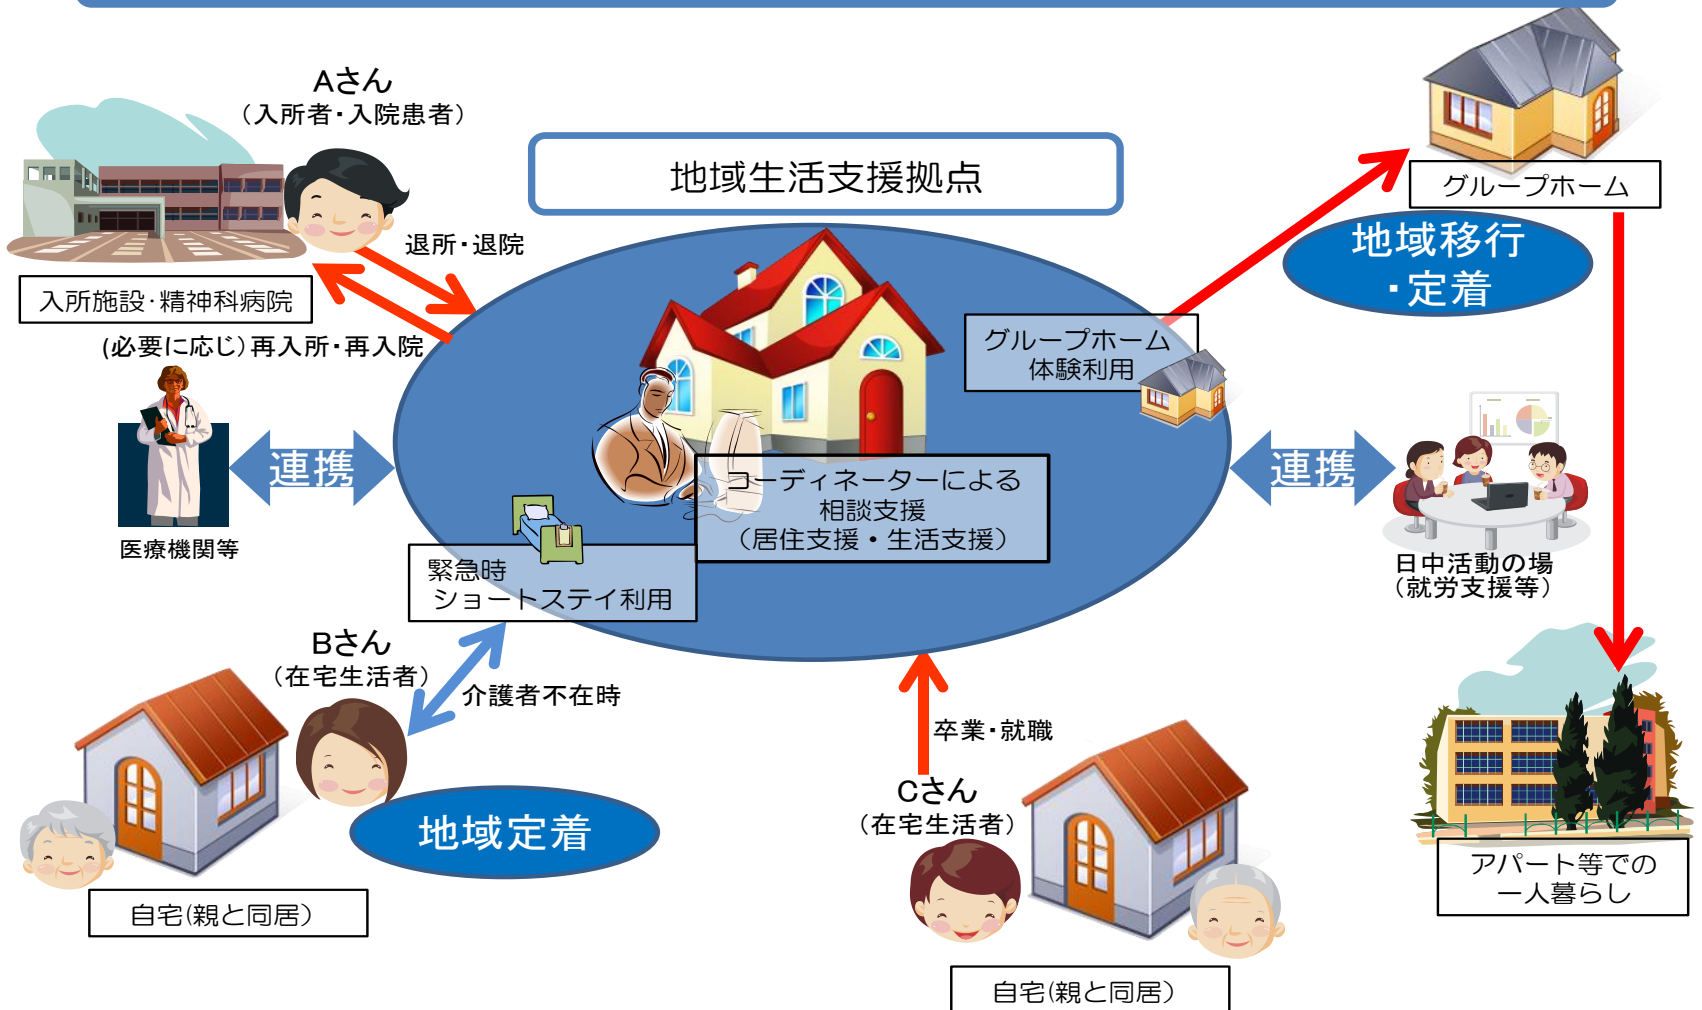 Aさん
（入所者・入院患者）
地域生活支援拠点
グループホーム
退所・退院
地域移行
・定着
入所施設・精神科病院
(必要に応じ）再入所・再入院
グループホーム
体験利用
連携
連携
コーディネーターによる
相談支援
（居住支援・生活支援）
医療機関等
日中活動の場
（就労支援等）
緊急時
ショートステイ利用
Bさん
（在宅生活者）
介護者不在時
卒業・就職
Cさん
（在宅生活者）
地域定着
アパート等での
一人暮らし
自宅(親と同居）
自宅(親と同居）